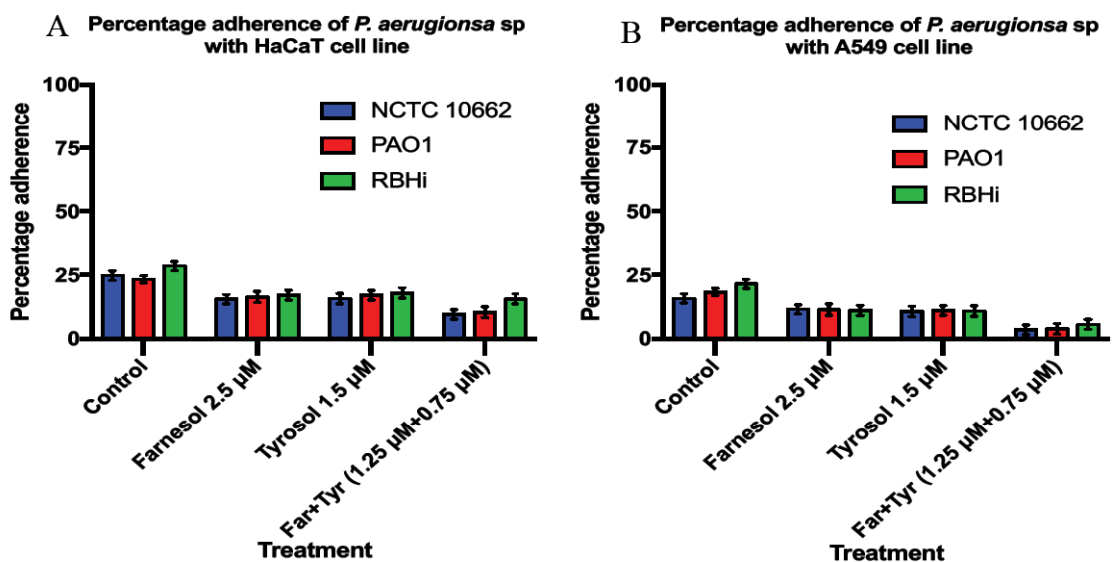 A
Percentage adherence of P. aerugionsa sp
with HaCaT cell line
100
75
50
25
0
Percentage adherence
NCTC 10662
PAO1
RBHi
Control
Farnesol 2.5 µM
Tyrosol 1.5 µM
Far+Tyr (1.25 µM+0.75 µM)
Treatment
B
Percentage adherence of P. aerugionsa sp
with A549 cell line
100
75
50
25
0
Percentage adherence
NCTC 10662
PAO1
RBHi
Control
Farnesol 2.5 µM
Tyrosol 1.5 µM
Far+Tyr (1.25 µM+0.75 µM)
Treatment